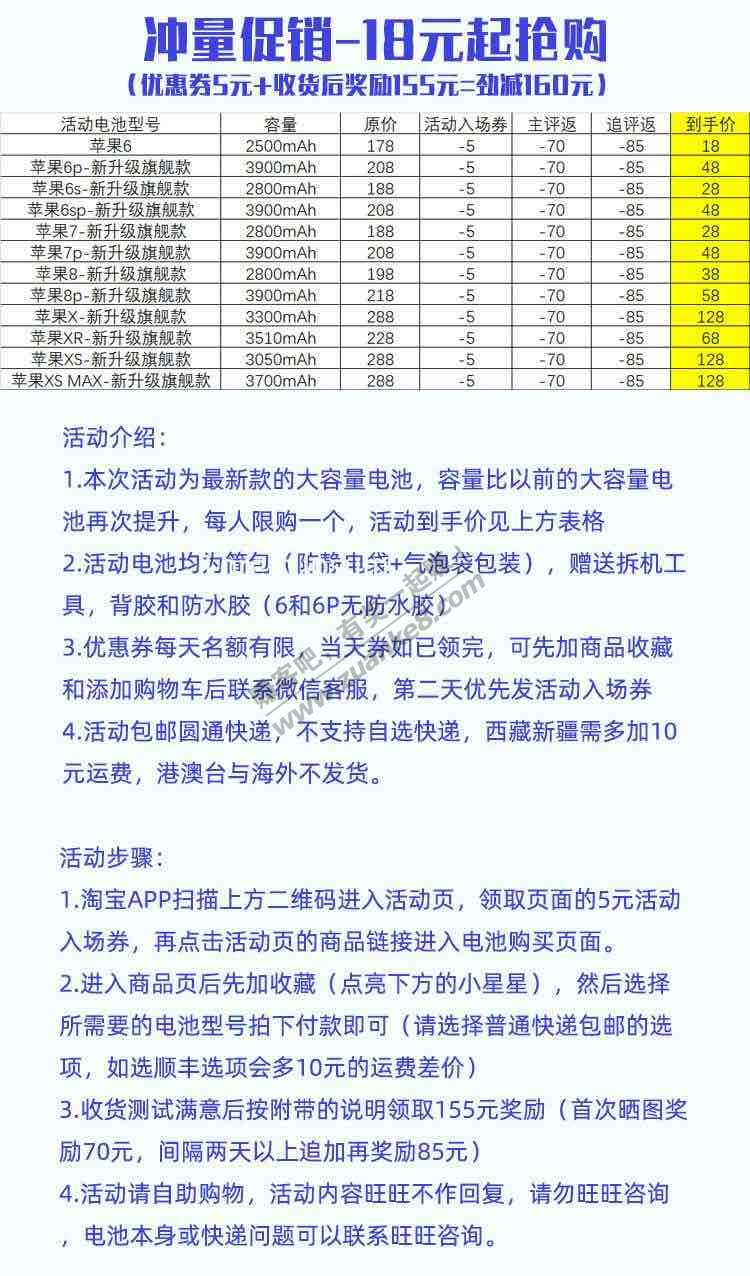 冲量促销-18元起抢购
（优惠券5元+收货后奖励155元=劲减160元）
活动电池型号 容量 原价 活动入场券 主评返 追评返 到手价
苹果6 2500mAh 178 -5 -70 -85 18
苹果6p-新升级旗舰款 3900mAh 208 -5 -70 -85 48
苹果6s-新升级旗舰款 2800mAh 188 -5 -70 -85 28
苹果6sp-新升级旗舰款 3900mAh 208 -5 -70 -85 48
苹果7-新升级旗舰款 2800mAh 188 -5 -70 -85 28
苹果7p-新升级旗舰款 3900mAh 208 -5 -70 -85 48
苹果8-新升级旗舰款 2800mAh 198 -5 -70 -85 38
苹果8p-新升级旗舰款 3900mAh 218 -5 -70 -85 58
苹果X-新升级旗舰款 3300mAh 288 -5 -70 -85 128
苹果XR-新升级旗舰款 3510mAh 228 -5 -70 -85 68
苹果XS-新升级旗舰款 3050mAh 288 -5 -70 -85 128
苹果XS MAX-新升级旗舰款 3700mAh 288 -5 -70 -85 128
活动介绍：
1.本次活动为最新款的大容量电池，容量比以前的大容量电
池再次提升，每人限购一个，活动到手价见上方表格
2.活动电池均为简包（防静电袋+气泡袋包装），赠送拆机工
具，背胶和防水胶（6和6P无防水胶）
3.优惠券每天名额有限，当天券如已领完，可先加商品收藏
和添加购物车后联系微信客服，第二天优先发活动入场券
4.活动包邮圆通快递，不支持自选快递，西藏新疆需多加10
元运费，港澳台与海外不发货。
赚客吧，有奖一起赚！
www.zuanke8.com
活动步骤：
1.淘宝APP扫描上方二维码进入活动页，领取页面的5元活动
入场券，再点击活动页的商品链接进入电池购买页面。
2.进入商品页后先加收藏（点亮下方的小星星），然后选择
所需要的电池型号拍下付款即可（请选择普通快递包邮的选
项，如选顺丰选项会多10元的运费差价）
3.收货测试满意后按附带的说明领取155元奖励（首次晒图奖
励70元，间隔两天以上追加再奖励85元）
4.活动请自助购物，活动内容旺旺不作回复，请勿旺旺咨询
，电池本身或快递问题可以联系旺旺咨询。